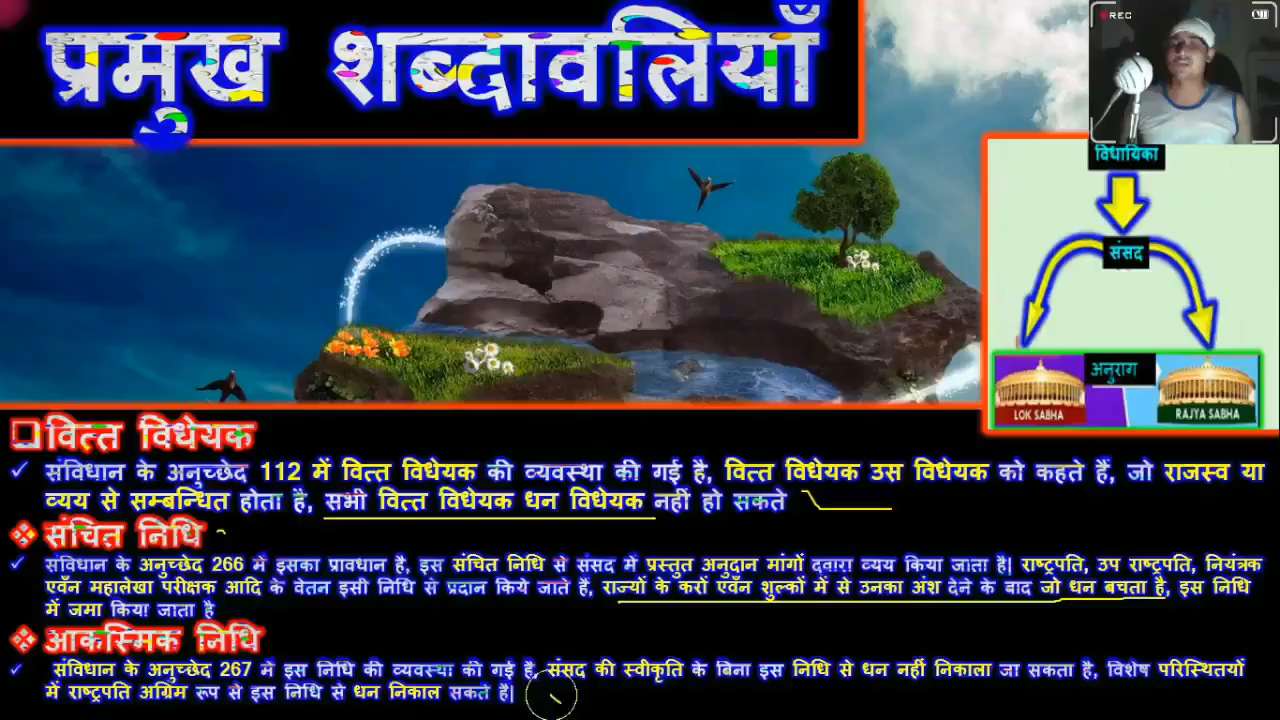 प्रमुख शब्दावलियाँ
REC
विधायिका
संसद
अनुराग
LOK SABHA
RAJYA SABHA
वित्त विधेयक
संविधान के अनुच्छेद 112 में वित्त विधेयक की व्यवस्था की गई है, वित्त विधेयक उस विधेयक को कहते हैं, जो राजस्व या
व्यय से सम्बन्धित होता है, सभी वित्त विधेयक धन विधेयक नहीं हो सकते
संचित निधि
संविधान के अनुच्छेद 266 में इसका प्रावधान है, इस संचित निधि से संसद में प्रस्तुत अनुदान मांगों द्वारा व्यय किया जाता है| राष्ट्रपति, उप राष्ट्रपति, नियंत्रक
एवँन महालेखा परीक्षक आदि के वेतन इसी निधि से प्रदान किये जाते हैं, राज्यों के करों एवँन शुल्कों में से उनका अंश देने के बाद जो धन बचता है, इस निधि
में जमा किया जाता है
आकस्मिक निधि
संविधान के अनुच्छेद 267 में इस निधि की व्यवस्था की गई है, संसद की स्वीकृति के बिना इस निधि से धन नहीं निकाला जा सकता है, विशेष परिस्थितयों
में राष्ट्रपति अग्रिम रूप से इस निधि से धन निकाल सकते है|